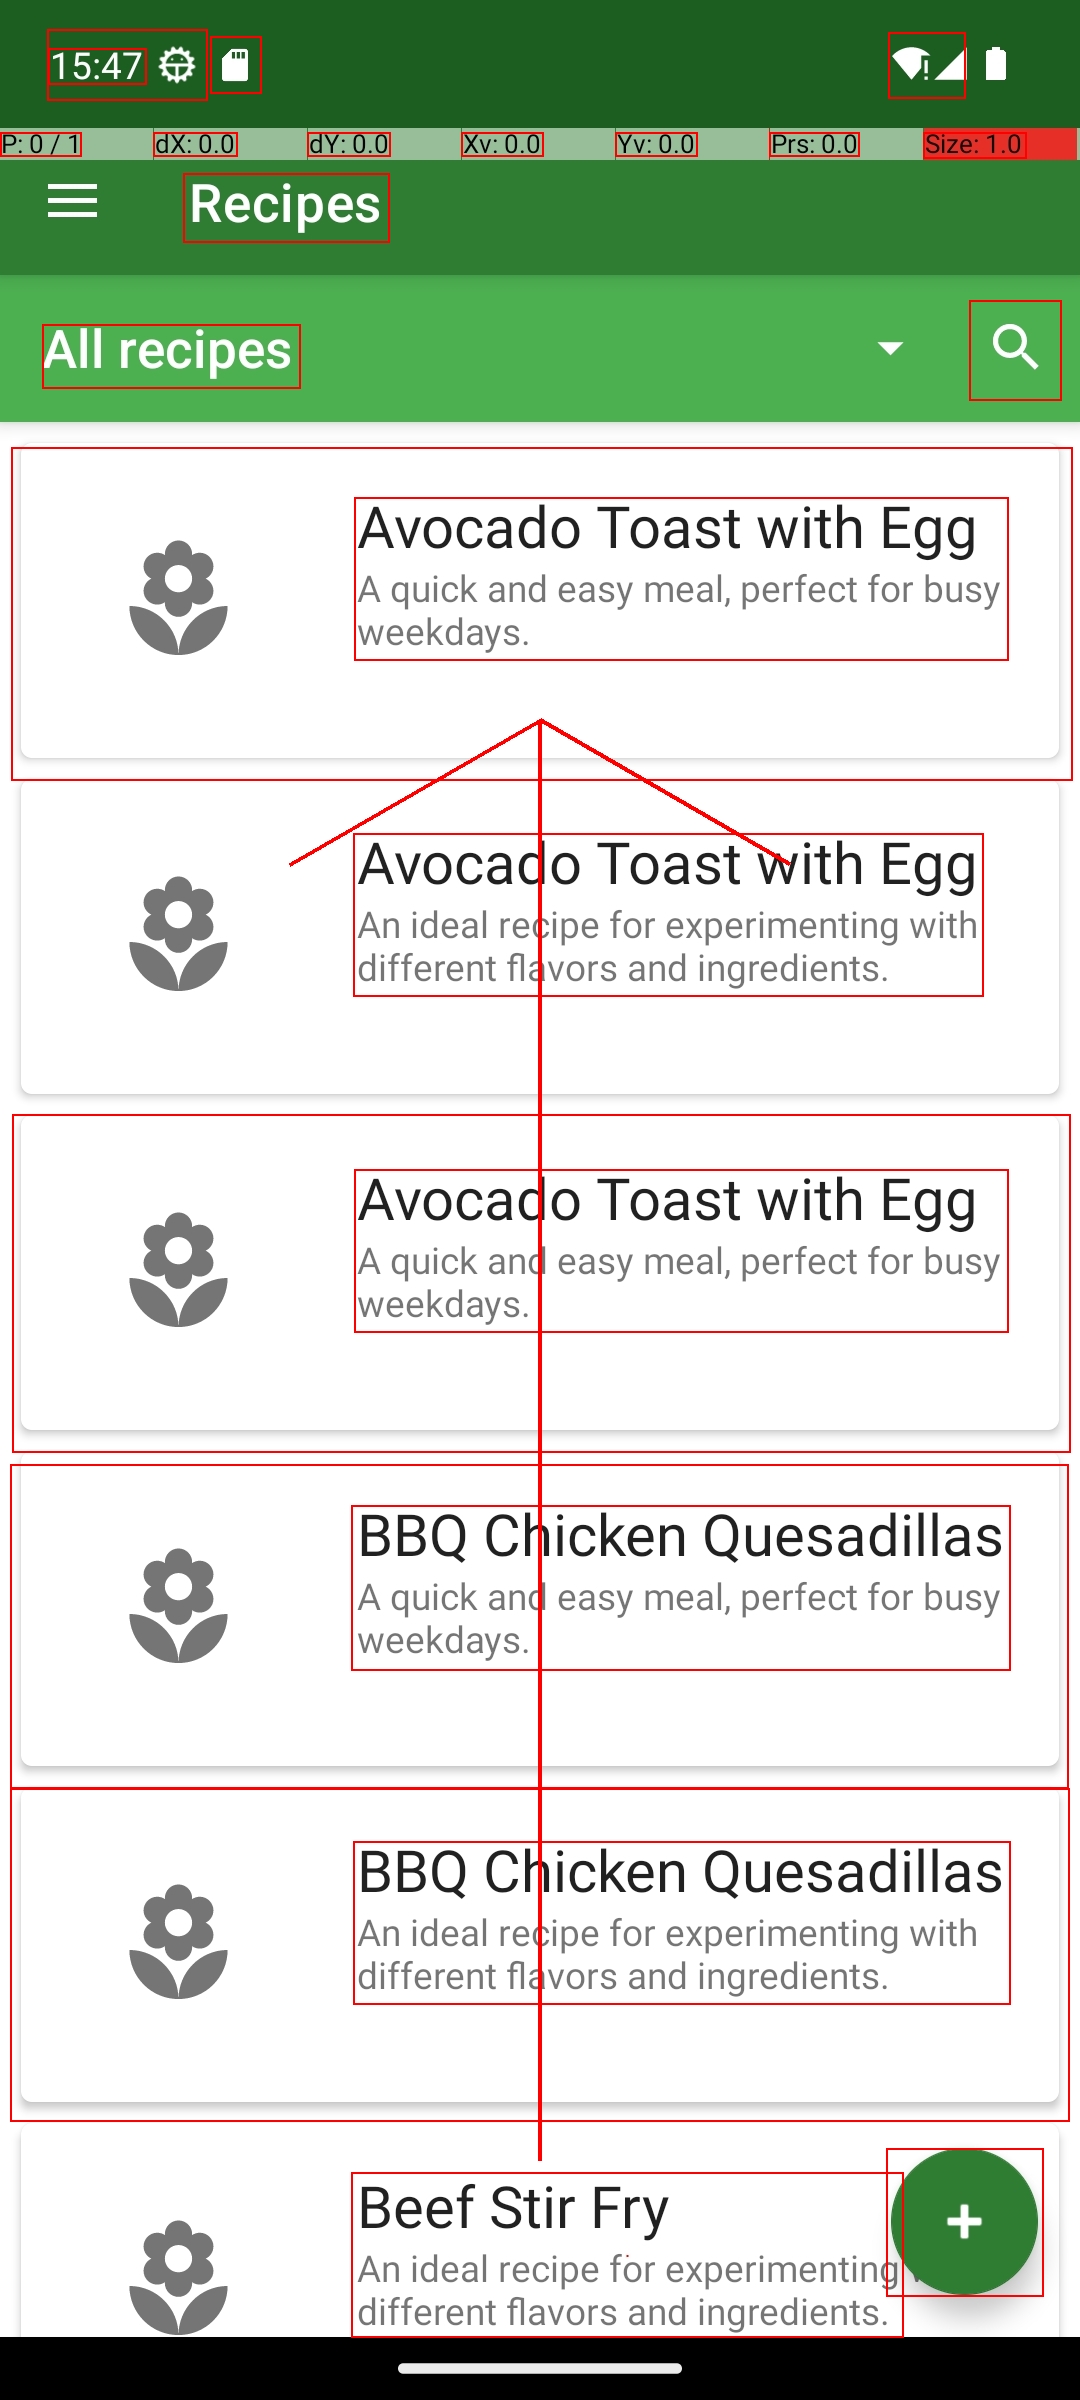 15:47
P: 0 / 1 dX: 0.0 dY: 0.0 Xv: 0.0 Yv: 0.0 Prs: 0.0 Size: 1.0
Recipes
All recipes
Avocado Toast with Egg
A quick and easy meal, perfect for busy
weekdays.
Avocado Toast with Egg
An ideal recipe for experimenting with
different flavors and ingredients.
Avocado Toast with Egg
A quick and easy meal, perfect for busy
weekdays.
BBQ Chicken Quesadillas
A quick and easy meal, perfect for busy
weekdays.
BBQ Chicken Quesadillas
An ideal recipe for experimenting with
different flavors and ingredients.
Beef Stir Fry
An ideal recipe for experimenting
different flavors and ingredients.